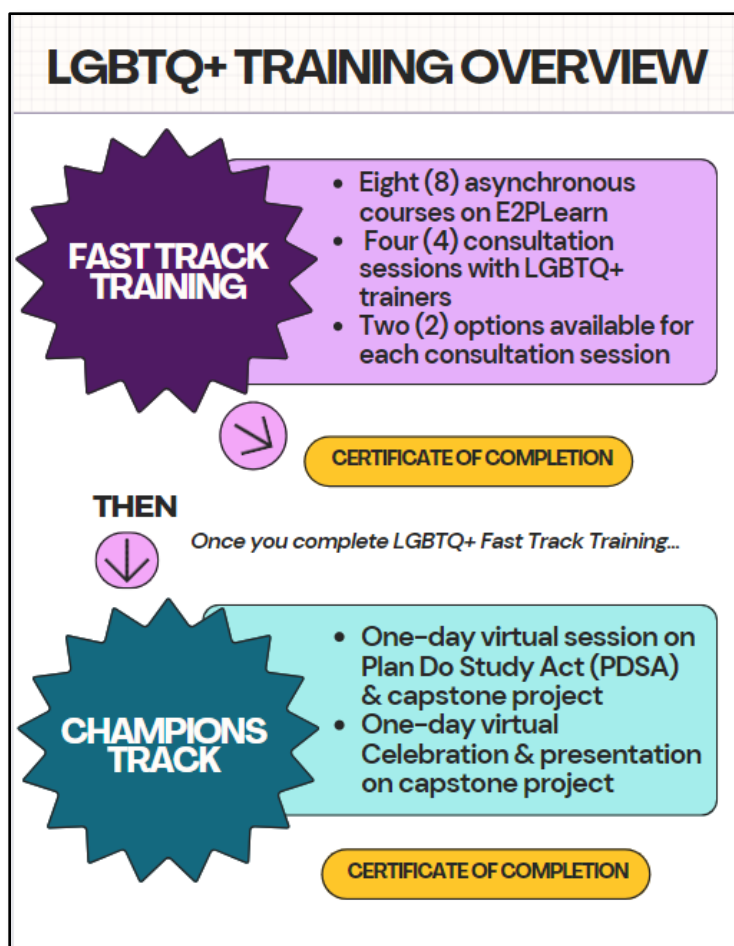 LGBTQ+ TRAINING OVERVIEW
FAST TRACK
TRAINING
• Eight (8) asynchronous
courses on E2PLearn
• Four (4) consultation
sessions with LGBTQ+
trainers
• Two (2) options available for
each consultation session
CERTIFICATE OF COMPLETION
THEN
Once you complete LGBTQ+ Fast Track Training...
CHAMPIONS
TRACK
• One-day virtual session on
Plan Do Study Act (PDSA)
& capstone project
• One-day virtual
Celebration & presentation
on capstone project
CERTIFICATE OF COMPLETION